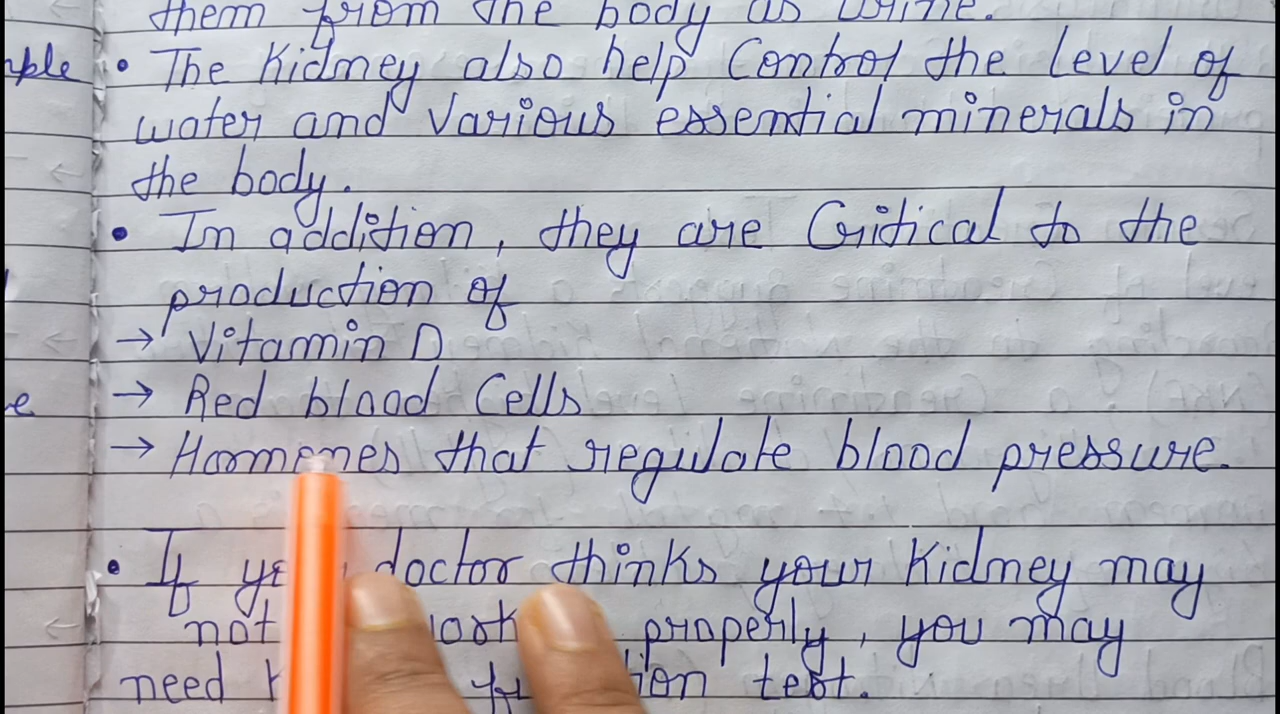 them from the body as urine.
• The Kidney also help Control the level of
water and various essential minerals in
the body.
• In addition, they are Critical to the
production of
→ Vitamin D
→ Red blood Cells
→ Hormones that regulate blood pressure.
• If doctor thinks your Kidney may
not properly, you may
need test.